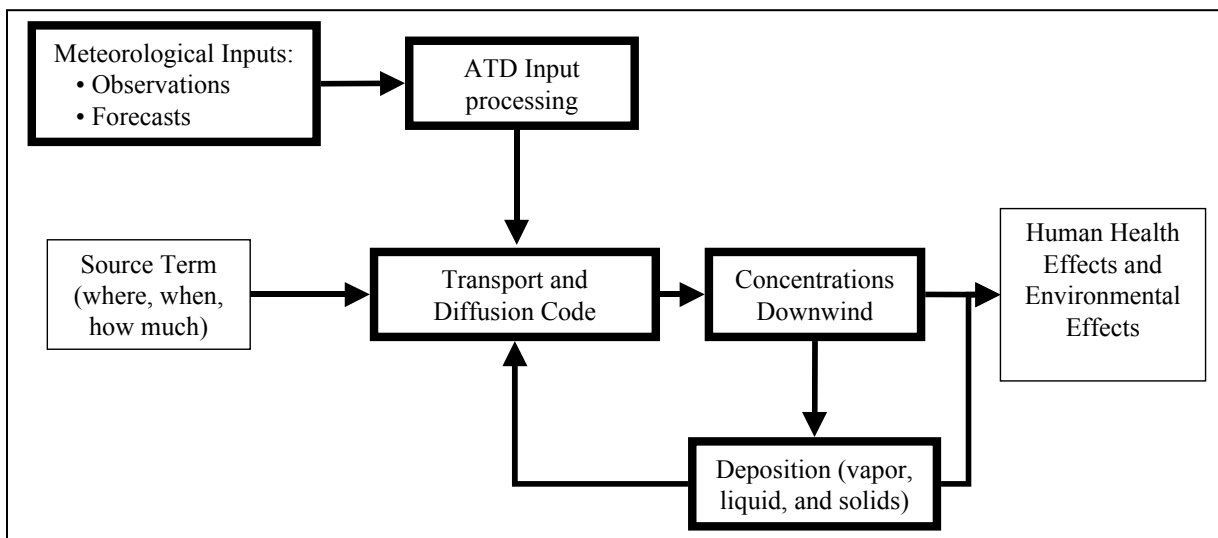 Meteorological Inputs:
• Observations
• Forecasts
ATD Input
processing
Source Term
(where, when,
how much)
Transport and
Diffusion Code
Concentrations
Downwind
Human Health
Effects and
Environmental
Effects
Deposition (vapor,
liquid, and solids)